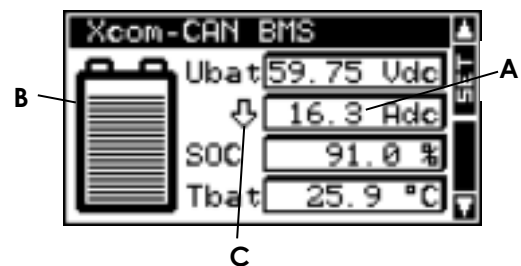 Xcom-CAN BMS
Ubat 59.75 Vdc
16.3 Adc
SOC 91.0 %
Tbat 25.9 °C
SET
A
B
C